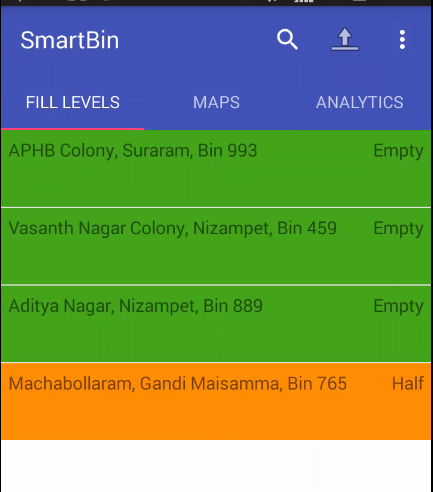 SmartBin
FILL LEVELS MAPS ANALYTICS
APHB Colony, Suraram, Bin 993 Empty
Vasanth Nagar Colony, Nizampet, Bin 459 Empty
Aditya Nagar, Nizampet, Bin 889 Empty
Machabollaram, Gandi Maisamma, Bin 765 Half